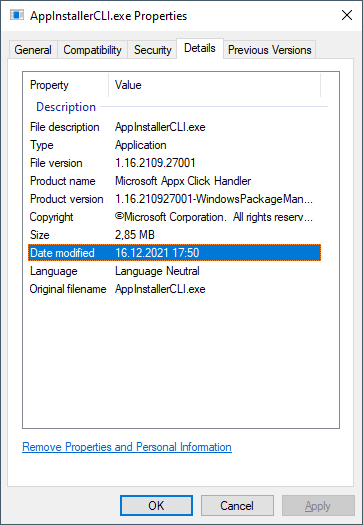 AppInstallerCLI.exe Properties
General Compatibility Security Details Previous Versions
Property Value
Description
File description AppInstallerCLI.exe
Type Application
File version 1.16.2109.27001
Product name Microsoft Appx Click Handler
Product version 1.16.210927001-WindowsPackageMan...
Copyright ©Microsoft Corporation. All rights reserv...
Size 2,85 MB
Date modified 16.12.2021 17:50
Language Language Neutral
Original filename AppInstallerCLI.exe
Remove Properties and Personal Information
OK Cancel Apply